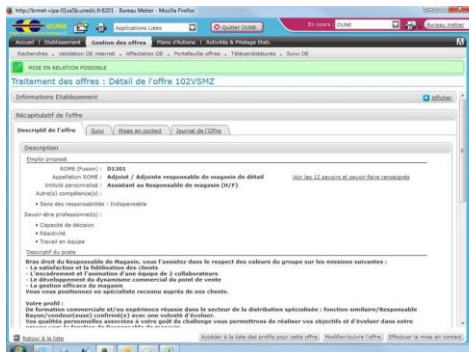 Bureau Metier - Mozilla Firefox
DUNE
Applications Liées
Quitter DUNE
En cours : DUNE
Bureau métier
Accueil | Etablissement | Gestion des offres | Plans d'Actions | Activités & Pilotage Etab.
Recherches . Validation OE internet . Affectation OE . Portefeuille offres . Télécandidatures . Suivi OE
MISE EN RELATION POSSIBLE
Traitement des offres : Détail de l'offre 102VSMZ
Informations Etablissement
Afficher
Récapitulatif de l'offre
Descriptif de l'offre
Suivi
Mises en contact
Journal de l'Offre
Description
Emploi proposé
ROME (Fusion) : D1301
Appellation ROME : Adjoint / Adjointe responsable de magasin de détail
Voir les 12 savoirs et savoir-faire renseignés
Intitulé personnalisé : Assistant au Responsable de magasin (H/F)
Autre(s) compétence(s) :
• Sens des responsabilités - Indispensable
Savoir-être professionnel(s) :
• Capacité de décision
• Réactivité
• Travail en équipe
Descriptif du poste
Bras droit du Responsable de Magasin, vous l'assistez dans le respect des valeurs du groupe sur les missions suivantes :
- La satisfaction et la fidélisation des clients
- L'encadrement et l'animation d'une équipe de 2 collaborateurs
- Le développement du dynamisme commercial du point de vente
- La gestion efficace du magasin
Vous vous positionnez en spécialiste reconnu auprès de nos clients.
Votre profil :
De formation commerciale et/ou expérience réussie dans le secteur de la distribution spécialisée : fonction similaire/Responsable
Rayon/vendeur(euse) confirmé(e) avec une volonté d'évoluer.
Vos qualités personnelles associées à votre goût du challenge vous permettrons de réaliser vos objectifs et d'évoluer dans notre
Retour à la liste
Accéder à la liste des profils pour cette offre
Modifier/suivre l'offre
Effectuer la mise en contact